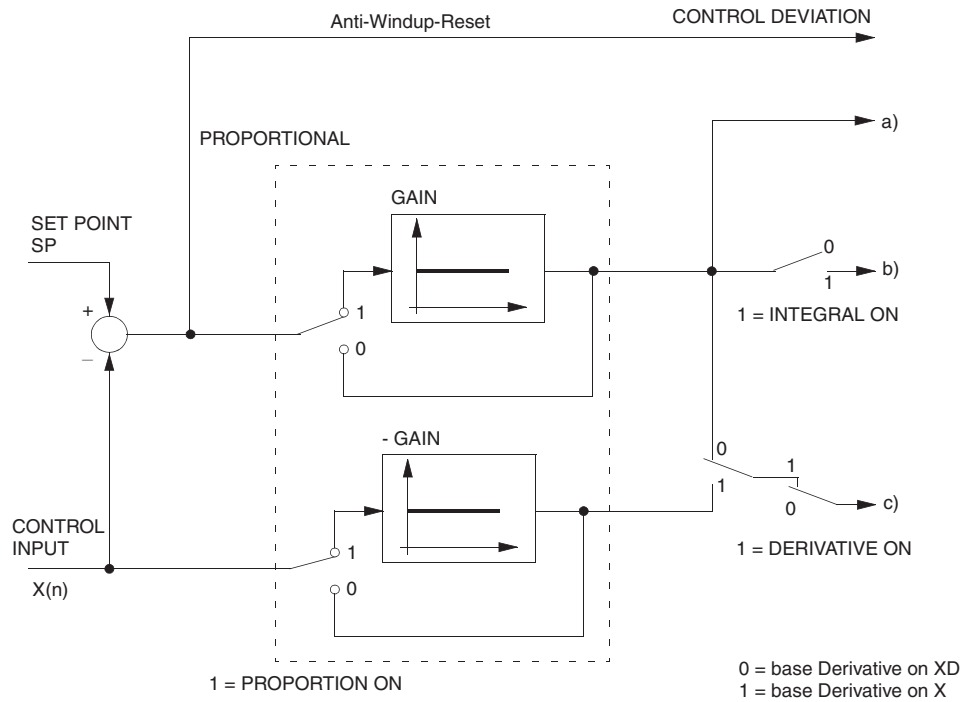 Anti-Windup-Reset
CONTROL DEVIATION
a)
PROPORTIONAL
GAIN
SET POINT
SP
+
–
1
0
0
1
b)
1 = INTEGRAL ON
- GAIN
0
1
1
0
c)
1 = DERIVATIVE ON
CONTROL
INPUT
X(n)
1
0
1 = PROPORTION ON
0 = base Derivative on XD
1 = base Derivative on X